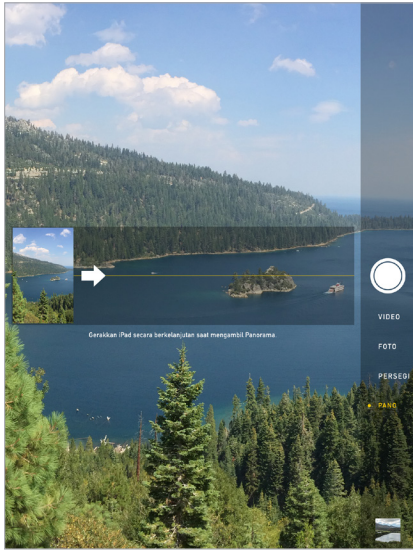 Gerakkan iPad secara berkelanjutan saat mengambil Panorama.
VIDEO
FOTO
PERSEGI
PANO